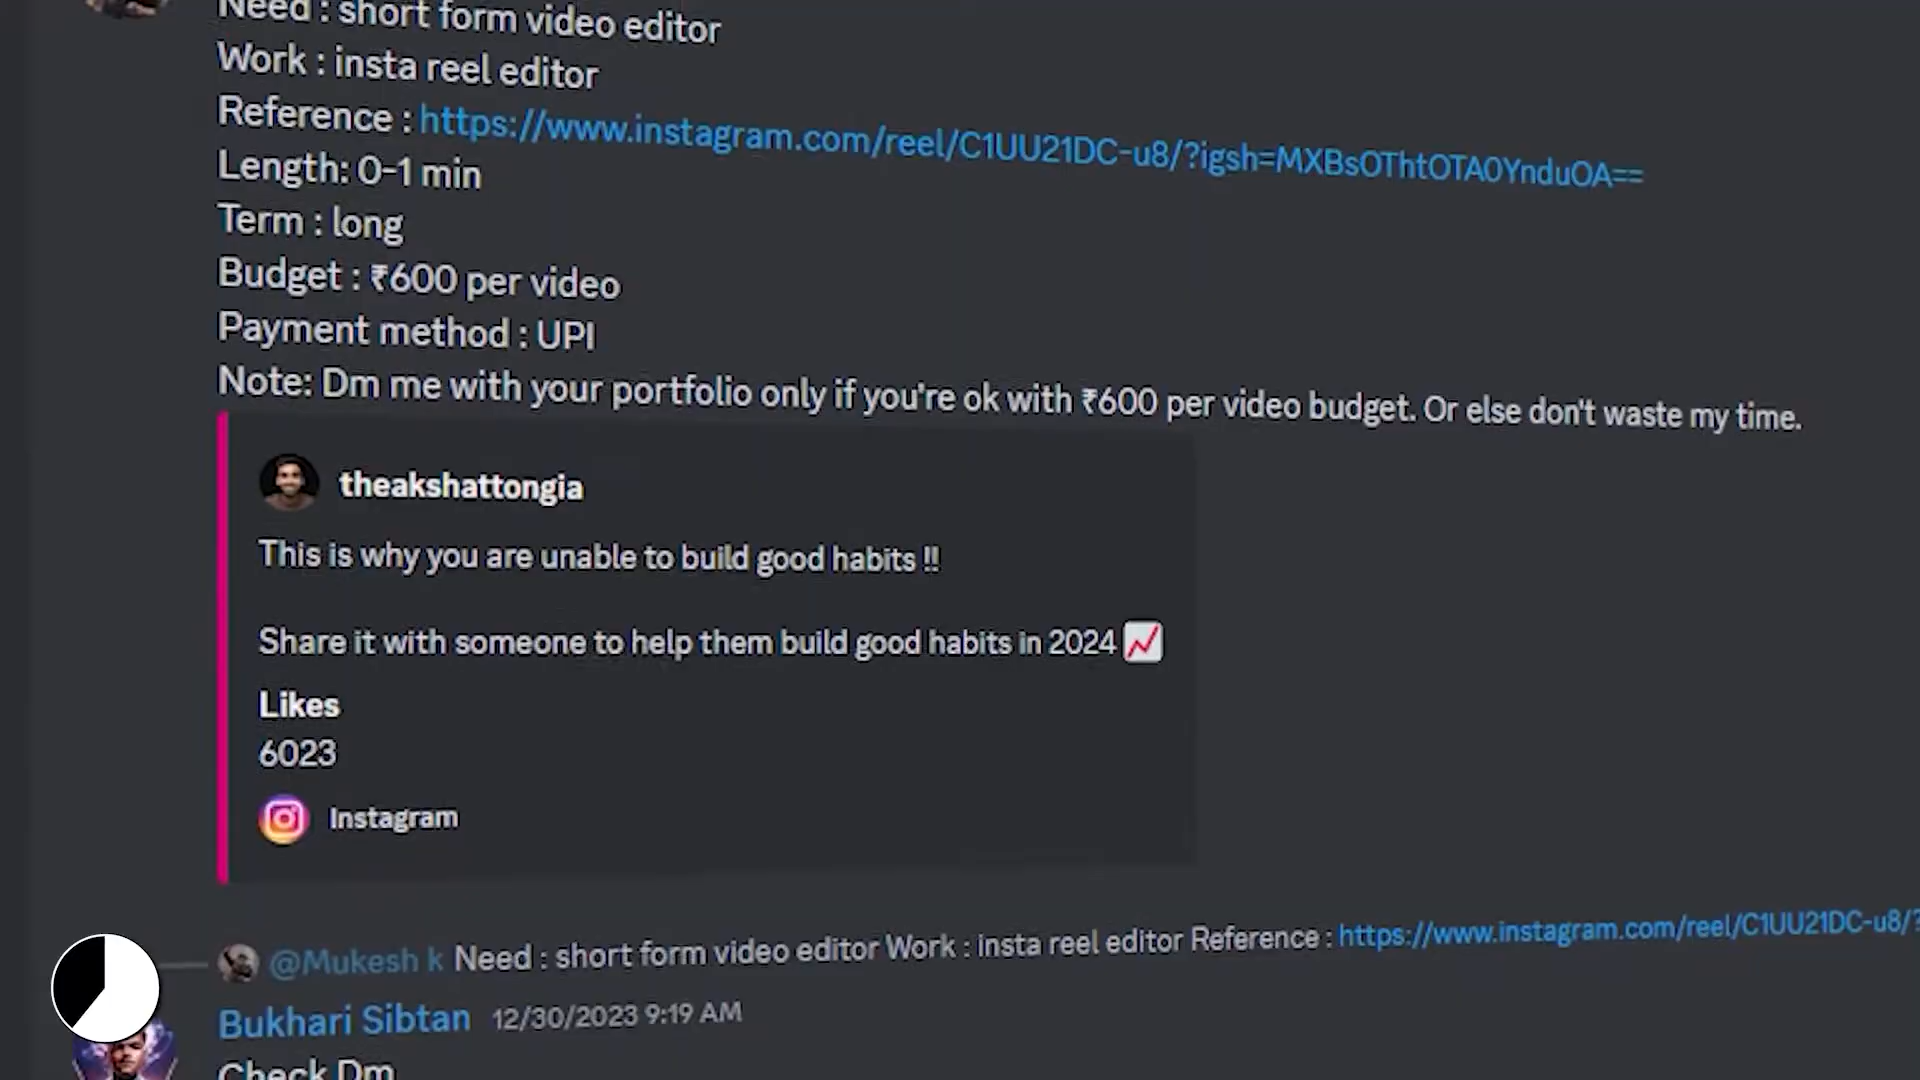 Need : short form video editor
Work : insta reel editor
Reference : https://www.instagram.com/reel/C1UU21DC-u8/?igsh=MXBsOThtOTA0YnduOA==
Length: 0-1 min
Term : long
Budget : ₹600 per video
Payment method : UPI
Note: Dm me with your portfolio only if you're ok with ₹600 per video budget. Or else don't waste my time.
theakshattongia
This is why you are unable to build good habits !!
Share it with someone to help them build good habits in 2024
Likes
6023
Instagram
@Mukesh k Need : short form video editor Work : insta reel editor Reference : https://www.instagram.com/reel/C1UU21DC-u8/?
Bukhari Sibtan 12/30/2023 9:19 AM
Check Dm